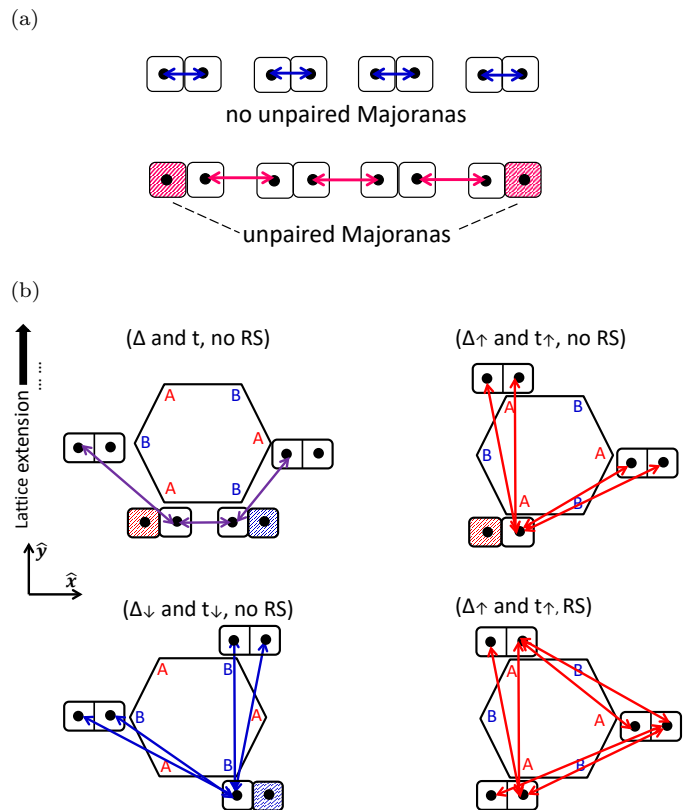 (a)
no unpaired Majoranas
unpaired Majoranas
(b)
Lattice extension
... ...
ŷ
x̂
(Δ and t, no RS)
A B
B A
A B
(Δ↑ and t↑, no RS)
A B
B A
A B
(Δ↓ and t↓, no RS)
A B
B A
A B
(Δ↑ and t↑, RS)
A B
B A
A B